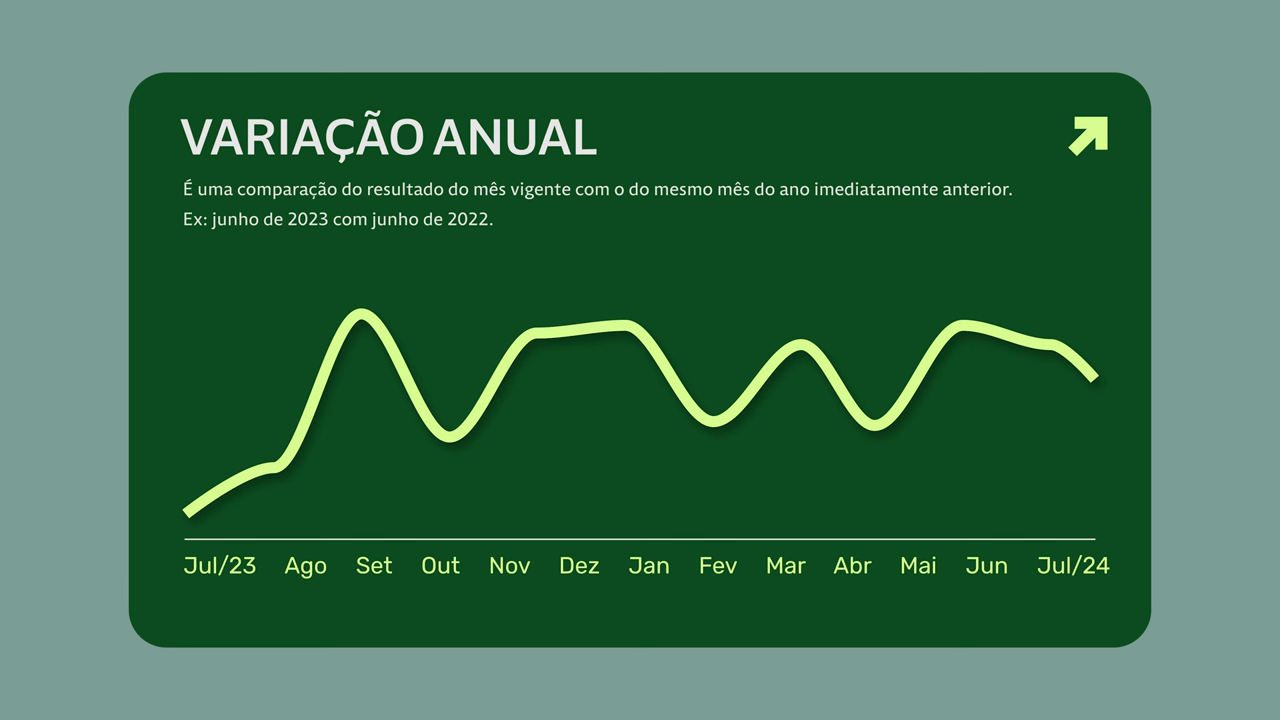 VARIAÇÃO ANUAL
É uma comparação do resultado do mês vigente com o do mesmo mês do ano imediatamente anterior.
Ex: junho de 2023 com junho de 2022.
Jul/23 Ago Set Out Nov Dez Jan Fev Mar Abr Mai Jun Jul/24